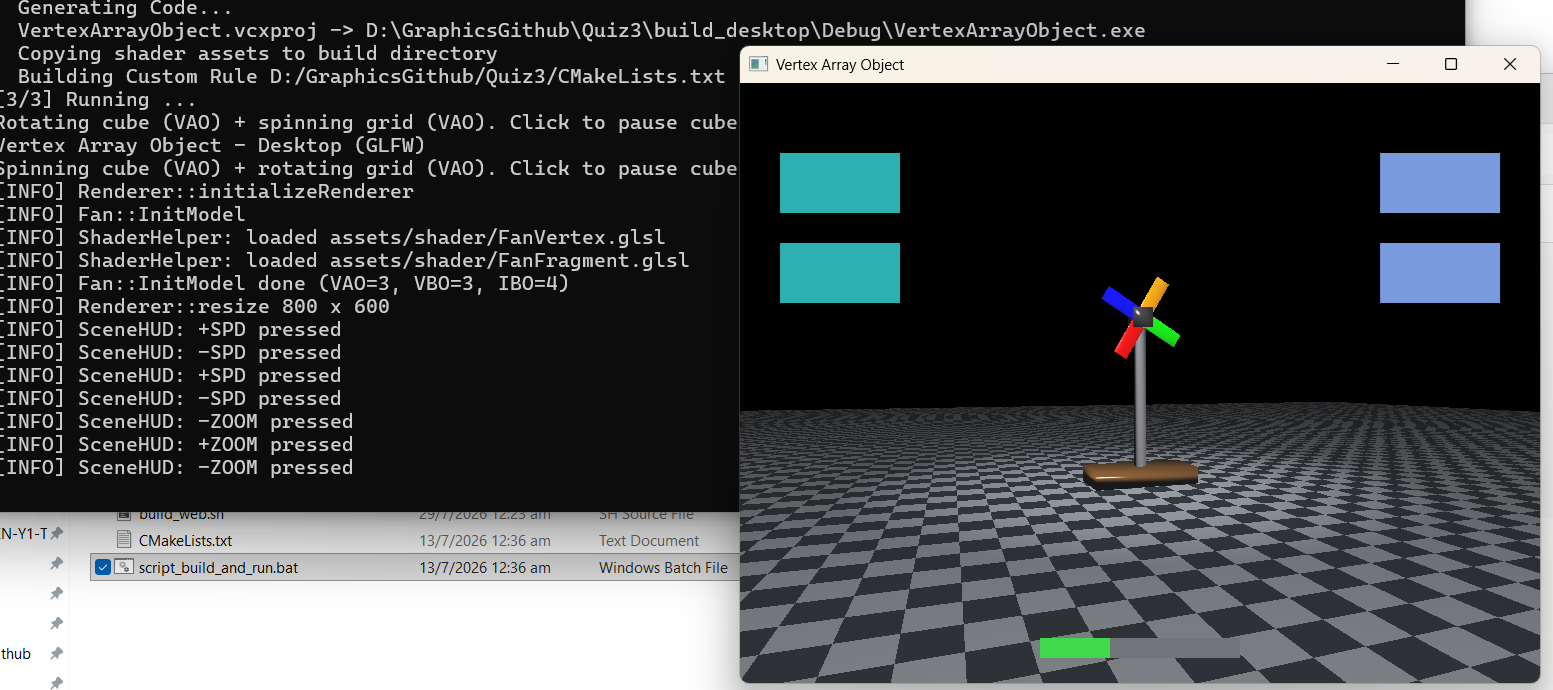 Generating Code...
VertexArrayObject.vcxproj -> D:\GraphicsGithub\Quiz3\build_desktop\Debug\VertexArrayObject.exe
Copying shader assets to build directory
Building Custom Rule D:/GraphicsGithub/Quiz3/CMakeLists.txt
[3/3] Running ...
Rotating cube (VAO) + spinning grid (VAO). Click to pause cube
Vertex Array Object - Desktop (GLFW)
Spinning cube (VAO) + rotating grid (VAO). Click to pause cube
[INFO] Renderer::initializeRenderer
[INFO] Fan::InitModel
[INFO] ShaderHelper: loaded assets/shader/FanVertex.glsl
[INFO] ShaderHelper: loaded assets/shader/FanFragment.glsl
[INFO] Fan::InitModel done (VAO=3, VBO=3, IBO=4)
[INFO] Renderer::resize 800 x 600
[INFO] SceneHUD: +SPD pressed
[INFO] SceneHUD: -SPD pressed
[INFO] SceneHUD: +SPD pressed
[INFO] SceneHUD: -SPD pressed
[INFO] SceneHUD: -ZOOM pressed
[INFO] SceneHUD: +ZOOM pressed
[INFO] SceneHUD: -ZOOM pressed
Vertex Array Object
build_web.sh 29/7/2026 12:23 am SH Source File
EN-Y1-T
CMakeLists.txt 13/7/2026 12:36 am Text Document
script_build_and_run.bat 13/7/2026 12:36 am Windows Batch File
thub